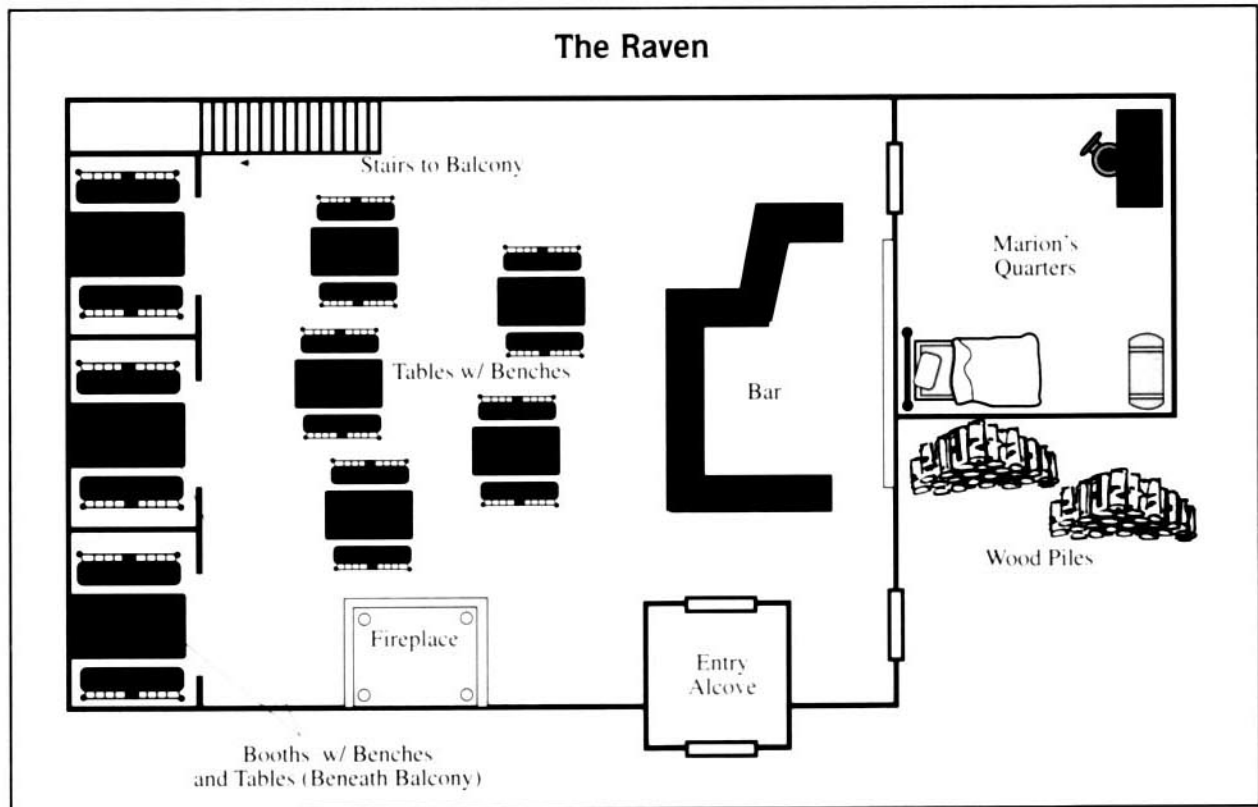 The Raven
Stairs to Balcony
Marion's
Quarters
Tables w/ Benches
Bar
Wood Piles
Fireplace
Entry
Alcove
Booths w/ Benches
and Tables (Beneath Balcony)